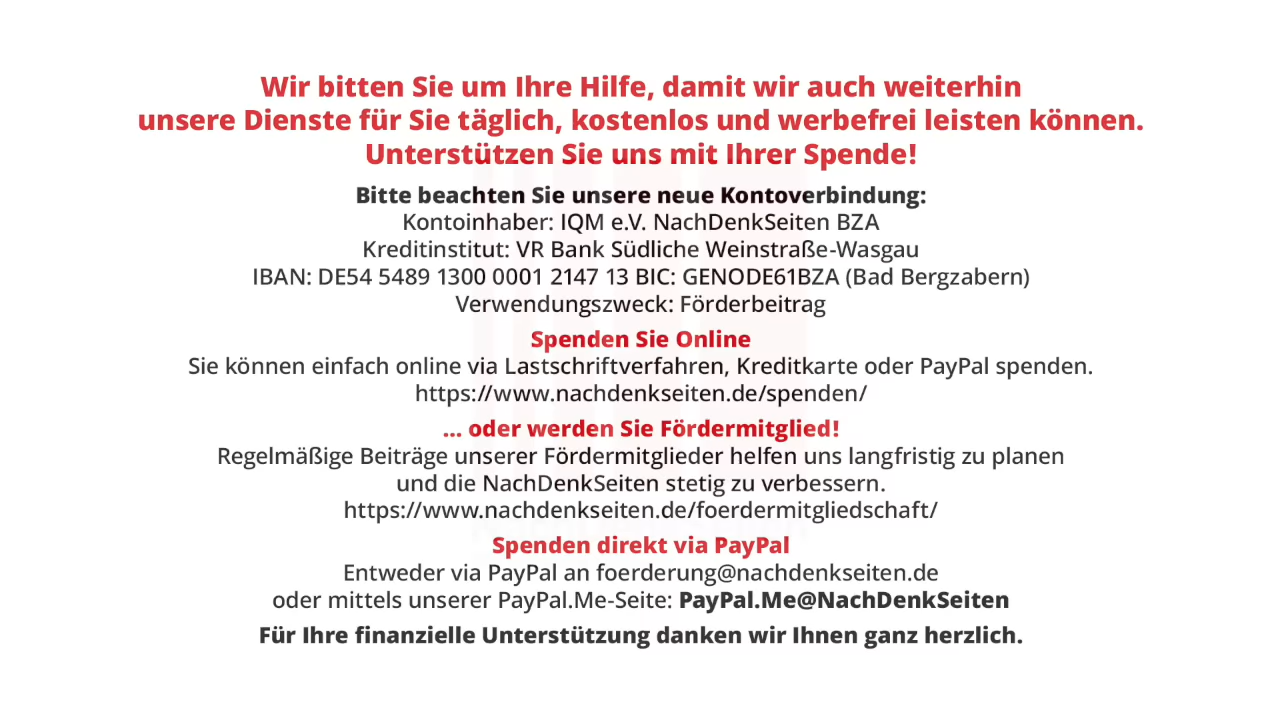 Wir bitten Sie um Ihre Hilfe, damit wir auch weiterhin
unsere Dienste für Sie täglich, kostenlos und werbefrei leisten können.
Unterstützen Sie uns mit Ihrer Spende!
Bitte beachten Sie unsere neue Kontoverbindung:
Kontoinhaber: IQM e.V. NachDenkSeiten BZA
Kreditinstitut: VR Bank Südliche Weinstraße-Wasgau
IBAN: DE54 5489 1300 0001 2147 13 BIC: GENODE61BZA (Bad Bergzabern)
Verwendungszweck: Förderbeitrag
Spenden Sie Online
Sie können einfach online via Lastschriftverfahren, Kreditkarte oder PayPal spenden.
https://www.nachdenkseiten.de/spenden/
... oder werden Sie Fördermitglied!
Regelmäßige Beiträge unserer Fördermitglieder helfen uns langfristig zu planen
und die NachDenkSeiten stetig zu verbessern.
https://www.nachdenkseiten.de/foerdermitgliedschaft/
Spenden direkt via PayPal
Entweder via PayPal an foerderung@nachdenkseiten.de
oder mittels unserer PayPal.Me-Seite: PayPal.Me@NachDenkSeiten
Für Ihre finanzielle Unterstützung danken wir Ihnen ganz herzlich.